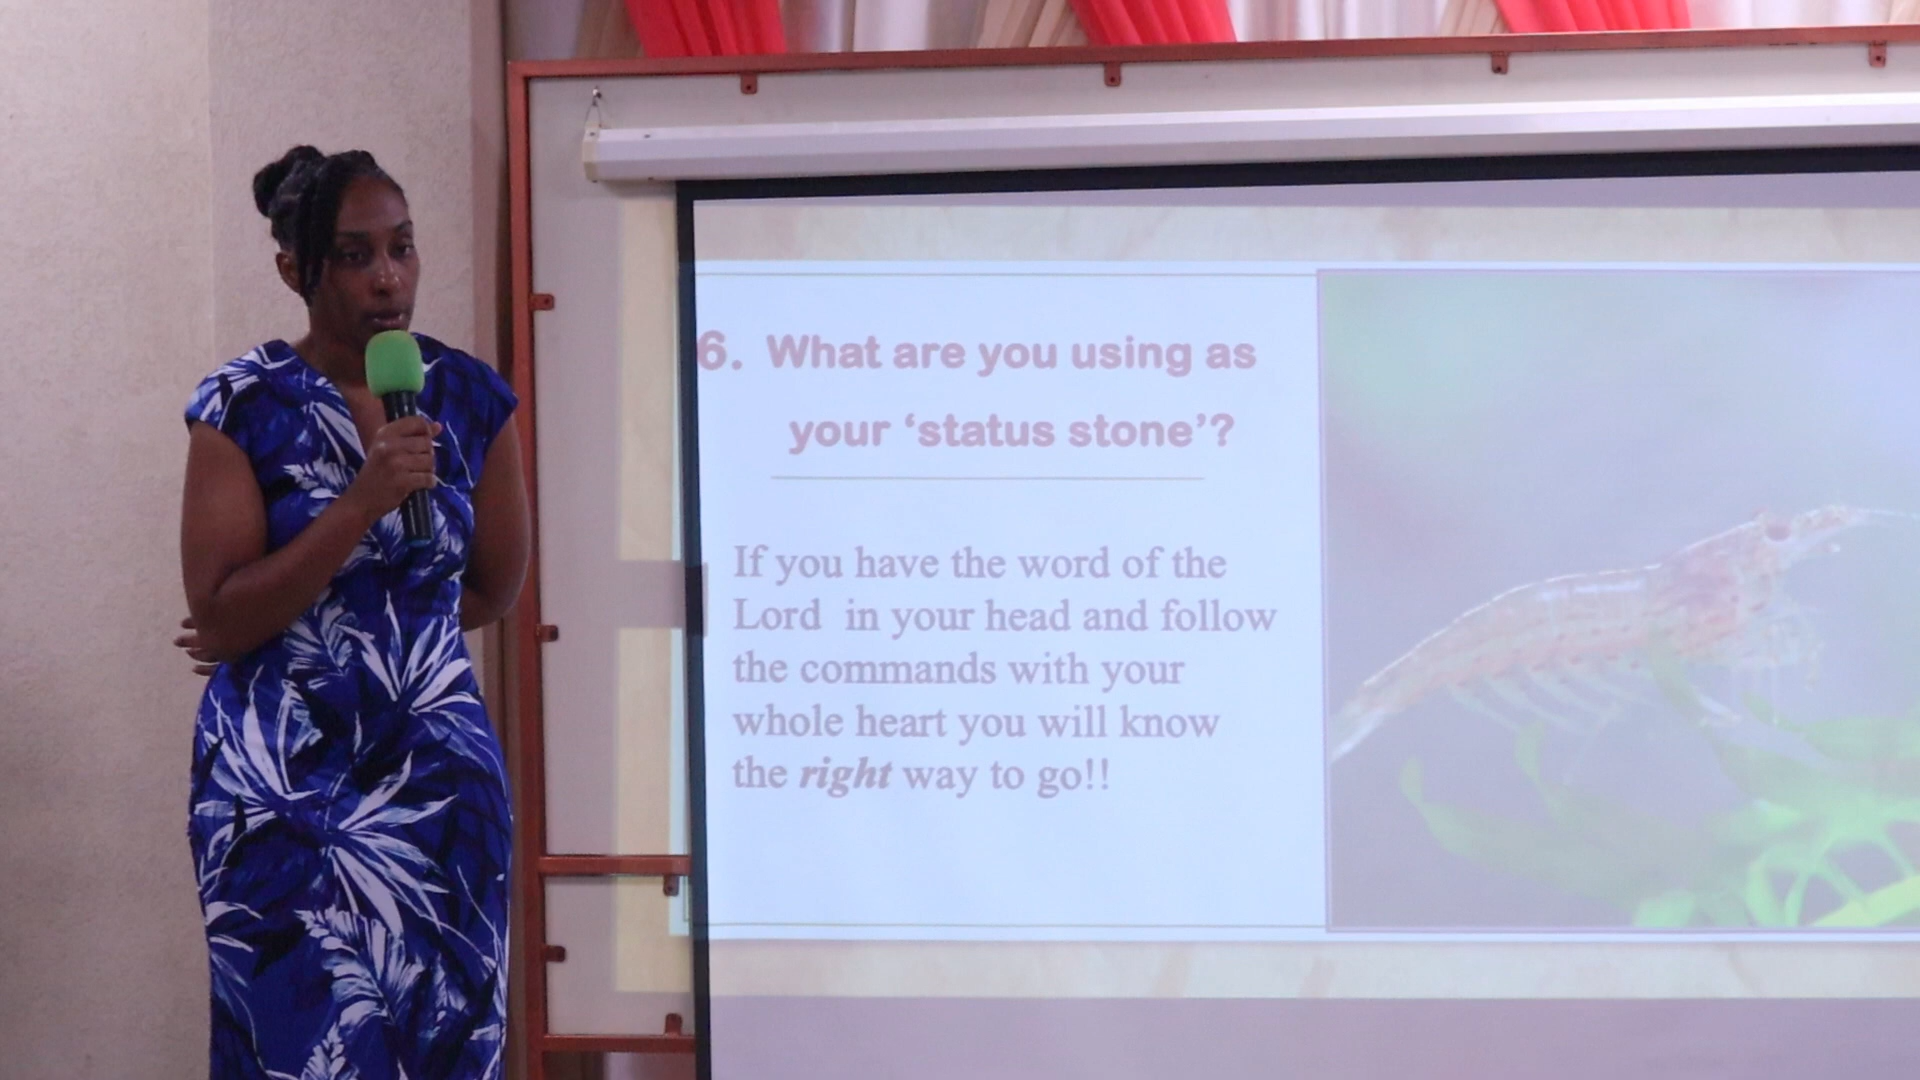 6. What are you using as
your ‘status stone’?
If you have the word of the
Lord in your head and follow
the commands with your
whole heart you will know
the right way to go!!